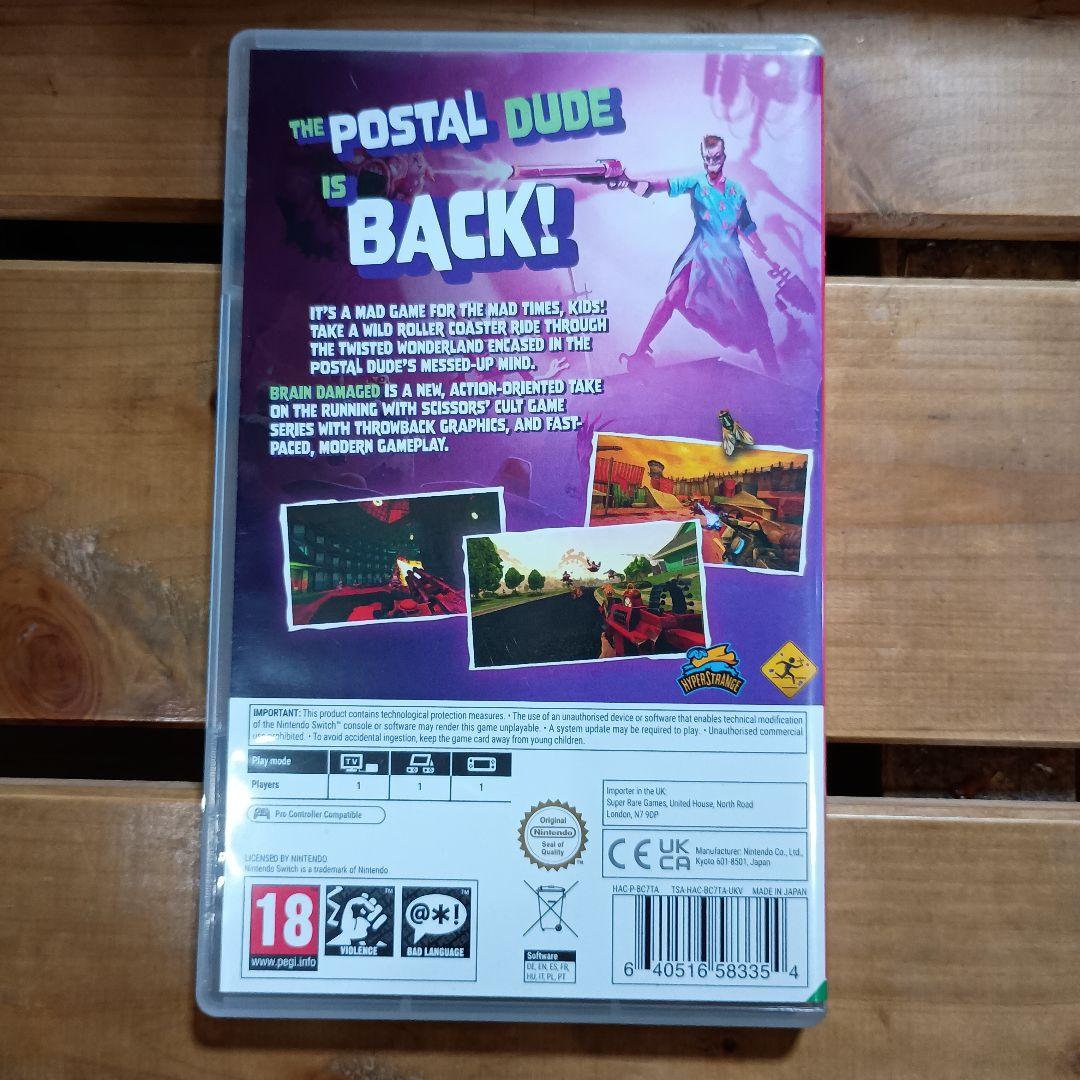 THE POSTAL DUDE
IS
BACK!
IT'S A MAD GAME FOR THE MAD TIMES, KIDS!
TAKE A WILD ROLLER COASTER RIDE THROUGH
THE TWISTED WONDERLAND ENCASED IN THE
POSTAL DUDE'S MESSED-UP MIND.
BRAIN DAMAGED IS A NEW, ACTION-ORIENTED TAKE
ON THE RUNNING WITH SCISSORS' CULT GAME
SERIES WITH THROWBACK GRAPHICS, AND FAST-
PACED, MODERN GAMEPLAY.
HYPERSTRANGE
IMPORTANT: This product contains technological protection measures. • The use of an unauthorised device or software that enables technical modification
of the Nintendo Switch™ console or software may render this game unplayable. • A system update may be required to play. • Unauthorised commercial
use prohibited. • To avoid accidental ingestion, keep the game card away from young children.
Play mode
TV
Players
1 1 1
Pro Controller Compatible
Importer in the UK:
Super Rare Games, United House, North Road
London, N7 9DP
Original
Nintendo
Seal of
Quality
TM
CE UK
CA
Manufacturer: Nintendo Co., Ltd.,
Kyoto 601-8501, Japan
LICENSED BY NINTENDO
Nintendo Switch is a trademark of Nintendo
HAC-P-BC7TA TSA-HAC-BC7TA-UKV MADE IN JAPAN
18
www.pegi.info
TM
VIOLENCE
@*!
TM
BAD LANGUAGE
Software
DE, EN, ES, FR,
HU, IT, PL, PT
6 40516 58335 4